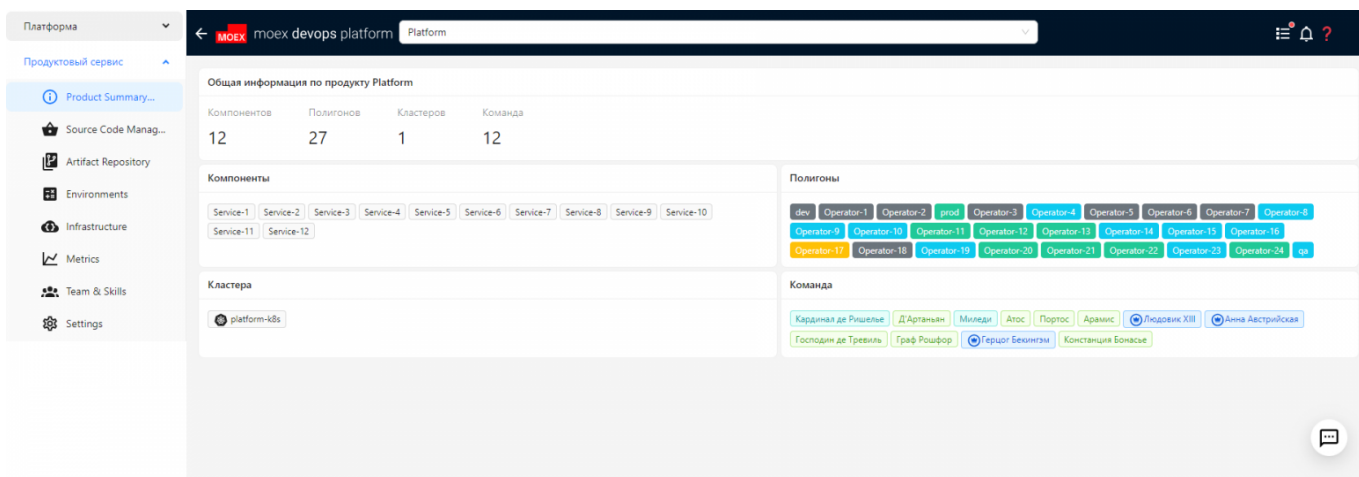 Платформа
Продуктовый сервис
Product Summary...
Source Code Manag...
Artifact Repository
Environments
Infrastructure
Metrics
Team & Skills
Settings
MOEX moex devops platform Platform ?
Общая информация по продукту Platform
Компонентов Полигонов Кластеров Команда
12 27 1 12
Компоненты
Service-1 Service-2 Service-3 Service-4 Service-5 Service-6 Service-7 Service-8 Service-9 Service-10
Service-11 Service-12
Полигоны
dev Operator-1 Operator-2 prod Operator-3 Operator-4 Operator-5 Operator-6 Operator-7 Operator-8
Operator-9 Operator-10 Operator-11 Operator-12 Operator-13 Operator-14 Operator-15 Operator-16
Operator-17 Operator-18 Operator-19 Operator-20 Operator-21 Operator-22 Operator-23 Operator-24 qa
Кластера
platform-k8s
Команда
Кардинал де Ришелье Д'Артаньян Миледи Атос Портос Арамис Людовик XIII Анна Австрийская
Господин де Тревиль Граф Рошфор Герцог Бекингэм Констанция Бонасье